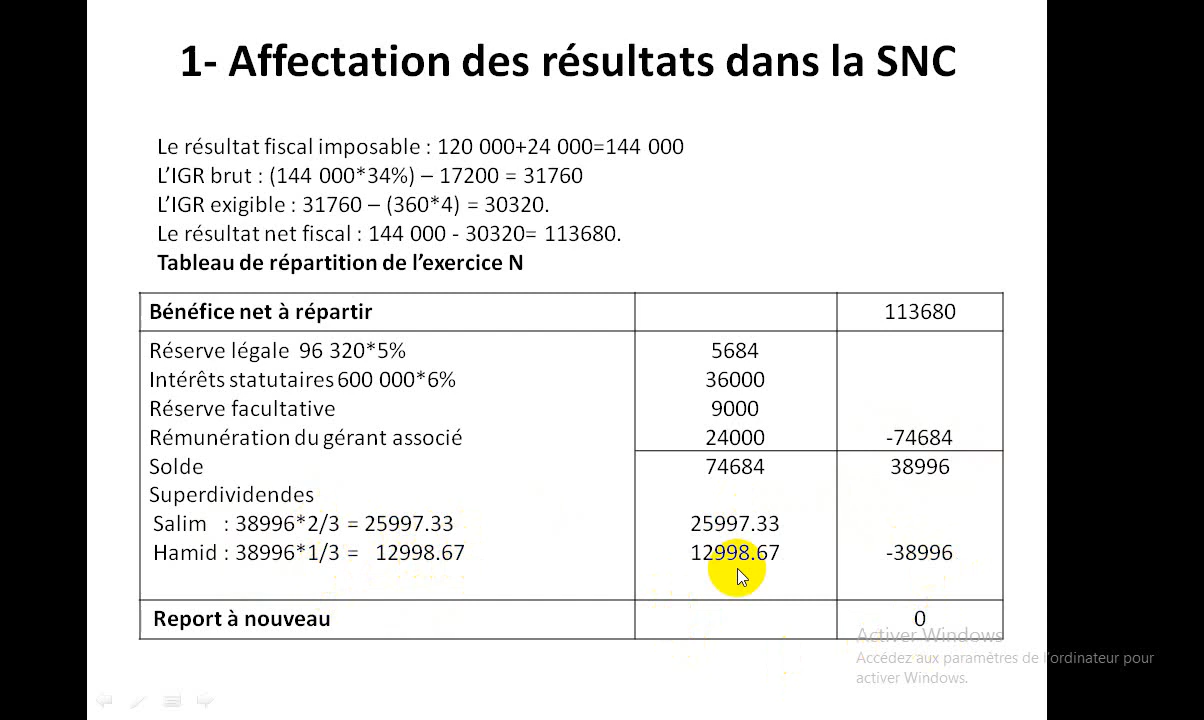 1- Affectation des résultats dans la SNC
Le résultat fiscal imposable : 120 000+24 000=144 000
L’IGR brut : (144 000*34%) – 17200 = 31760
L’IGR exigible : 31760 – (360*4) = 30320.
Le résultat net fiscal : 144 000 - 30320= 113680.
Tableau de répartition de l’exercice N
Bénéfice net à répartir 113680
Réserve légale 96 320*5% 5684
Intérêts statutaires 600 000*6% 36000
Réserve facultative 9000
Rémunération du gérant associé 24000 -74684
Solde 74684 38996
Superdividendes
Salim : 38996*2/3 = 25997.33 25997.33
Hamid : 38996*1/3 = 12998.67 12998.67 -38996
Report à nouveau 0
Activer Windows
Accédez aux paramètres de l'ordinateur pour
activer Windows.